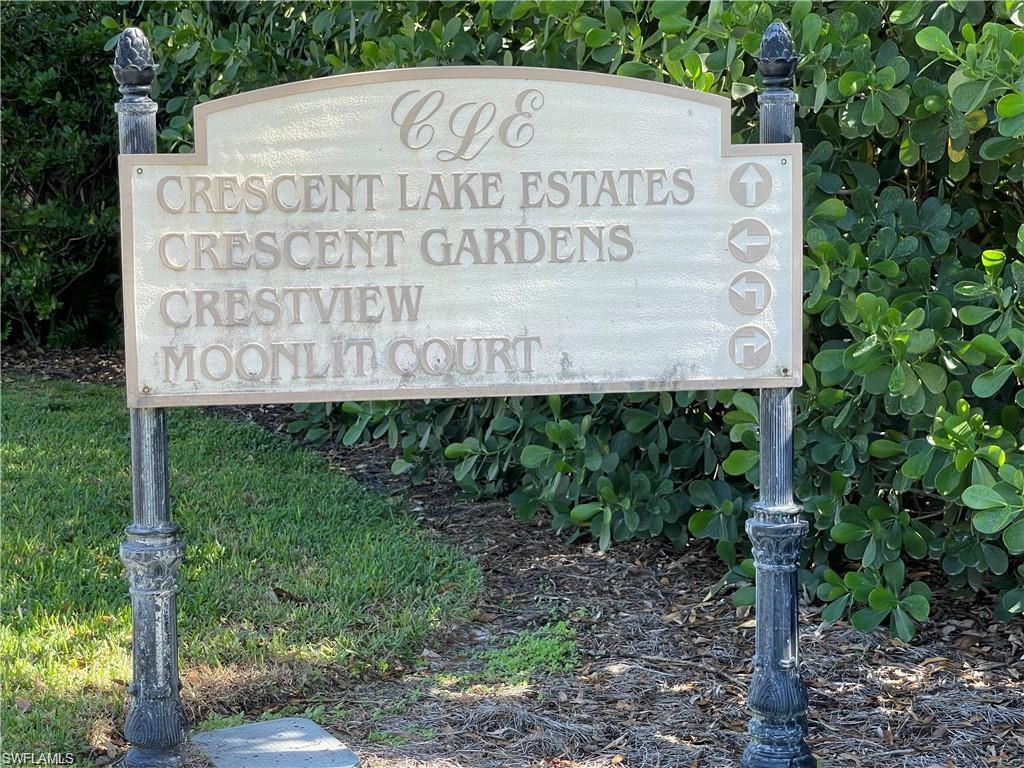 CLE
CRESCENT LAKE ESTATES
CRESCENT GARDENS
CRESTVIEW
MOONLIT COURT
SWFLAMLS